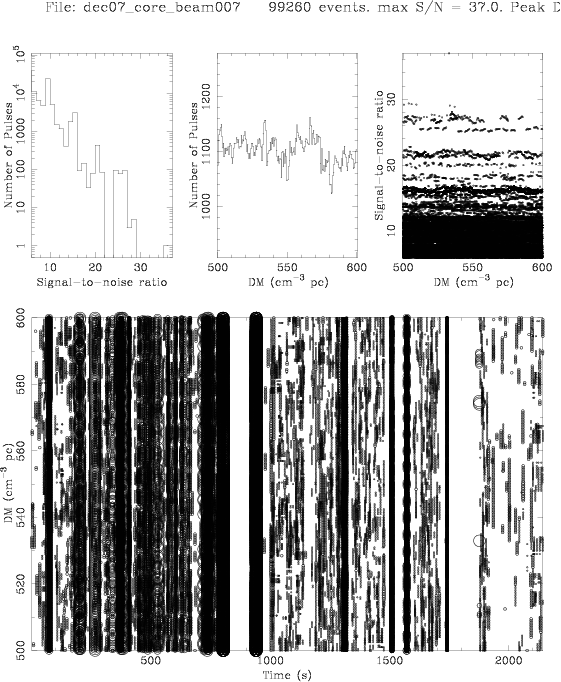 File: dec07_core_beam007 99260 events. max S/N = 37.0. Peak D
Number of Pulses
1 10 100 1000 10^4 10^5
10 20 30
Signal-to-noise ratio
Number of Pulses
1000 1100 1200
500 550 600
DM (cm^-3 pc)
Signal-to-noise ratio
10 20 30
500 550 600
DM (cm^-3 pc)
DM (cm^-3 pc)
500 520 540 560 580 600
500 1000 1500 2000
Time (s)